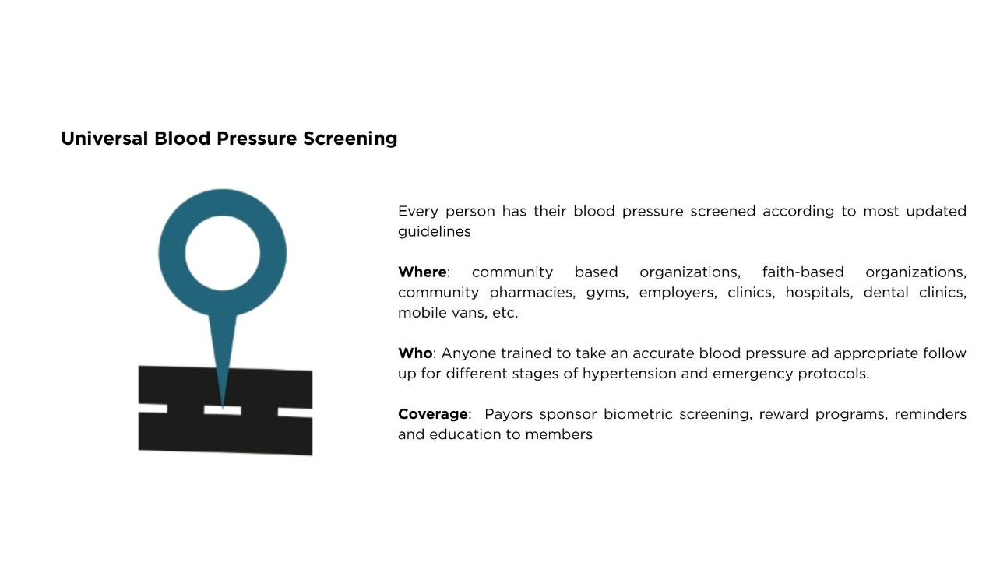 Universal Blood Pressure Screening
Every person has their blood pressure screened according to most updated
guidelines
Where: community based organizations, faith-based organizations,
community pharmacies, gyms, employers, clinics, hospitals, dental clinics,
mobile vans, etc.
Who: Anyone trained to take an accurate blood pressure ad appropriate follow
up for different stages of hypertension and emergency protocols.
Coverage: Payors sponsor biometric screening, reward programs, reminders
and education to members